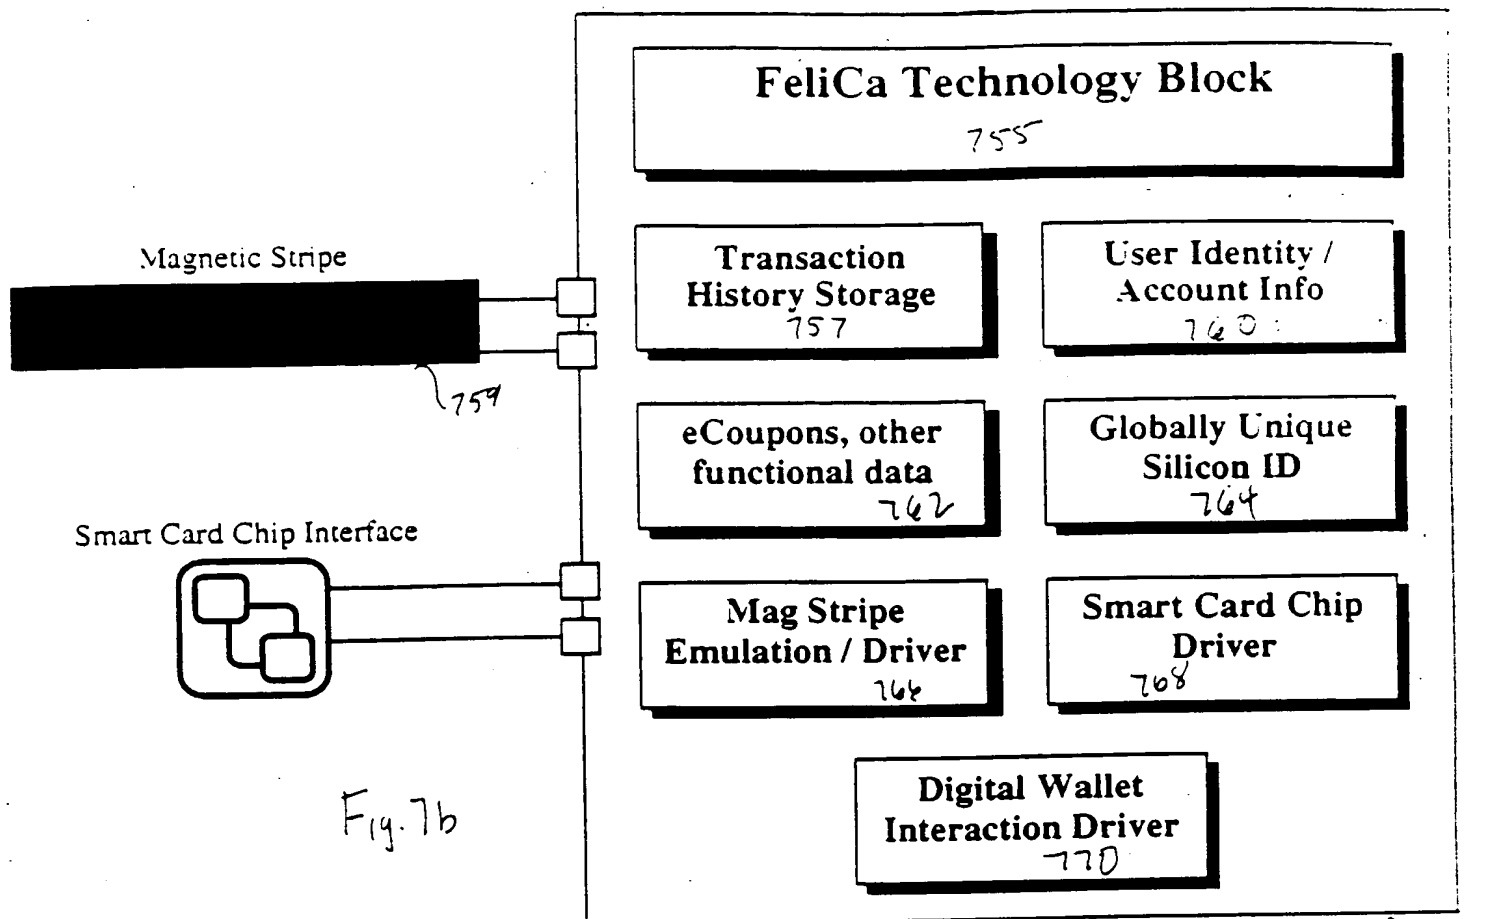 FeliCa Technology Block
755
Magnetic Stripe
759
Transaction
History Storage
757
User Identity /
Account Info
760
eCoupons, other
functional data
762
Globally Unique
Silicon ID
764
Smart Card Chip Interface
Mag Stripe
Emulation / Driver
766
Smart Card Chip
Driver
768
Digital Wallet
Interaction Driver
770
Fig. 7b